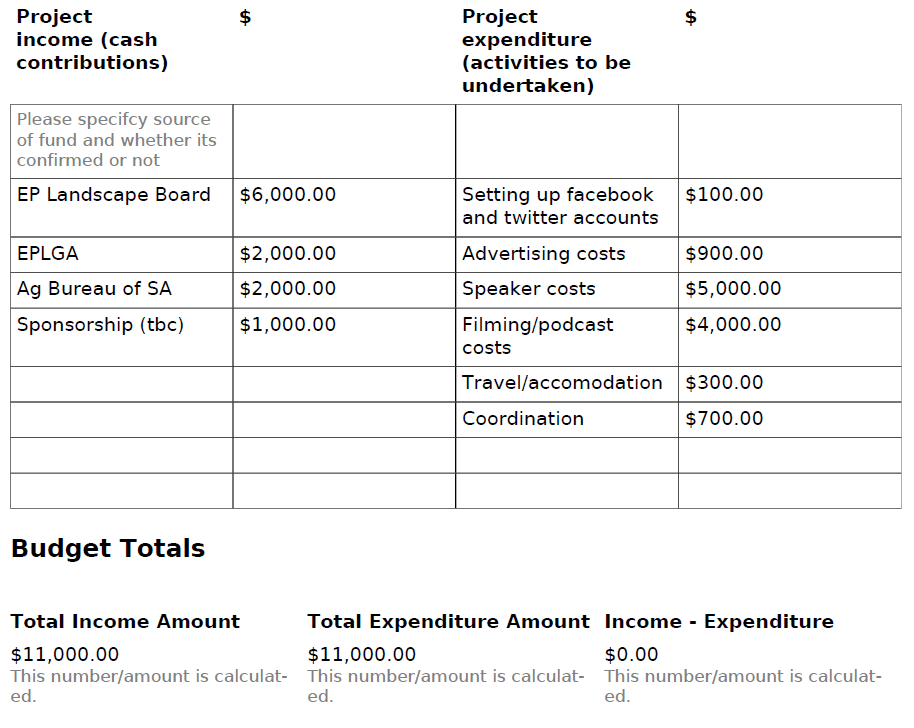 Project
income (cash
contributions)
$
Project
expenditure
(activities to be
undertaken)
$
Please specifcy source
of fund and whether its
confirmed or not
EP Landscape Board
$6,000.00
Setting up facebook
and twitter accounts
$100.00
EPLGA
$2,000.00
Advertising costs
$900.00
Ag Bureau of SA
$2,000.00
Speaker costs
$5,000.00
Sponsorship (tbc)
$1,000.00
Filming/podcast
costs
$4,000.00
Travel/accomodation
$300.00
Coordination
$700.00
Budget Totals
Total Income Amount
$11,000.00
This number/amount is calculat-
ed.
Total Expenditure Amount
$11,000.00
This number/amount is calculat-
ed.
Income - Expenditure
$0.00
This number/amount is calculat-
ed.